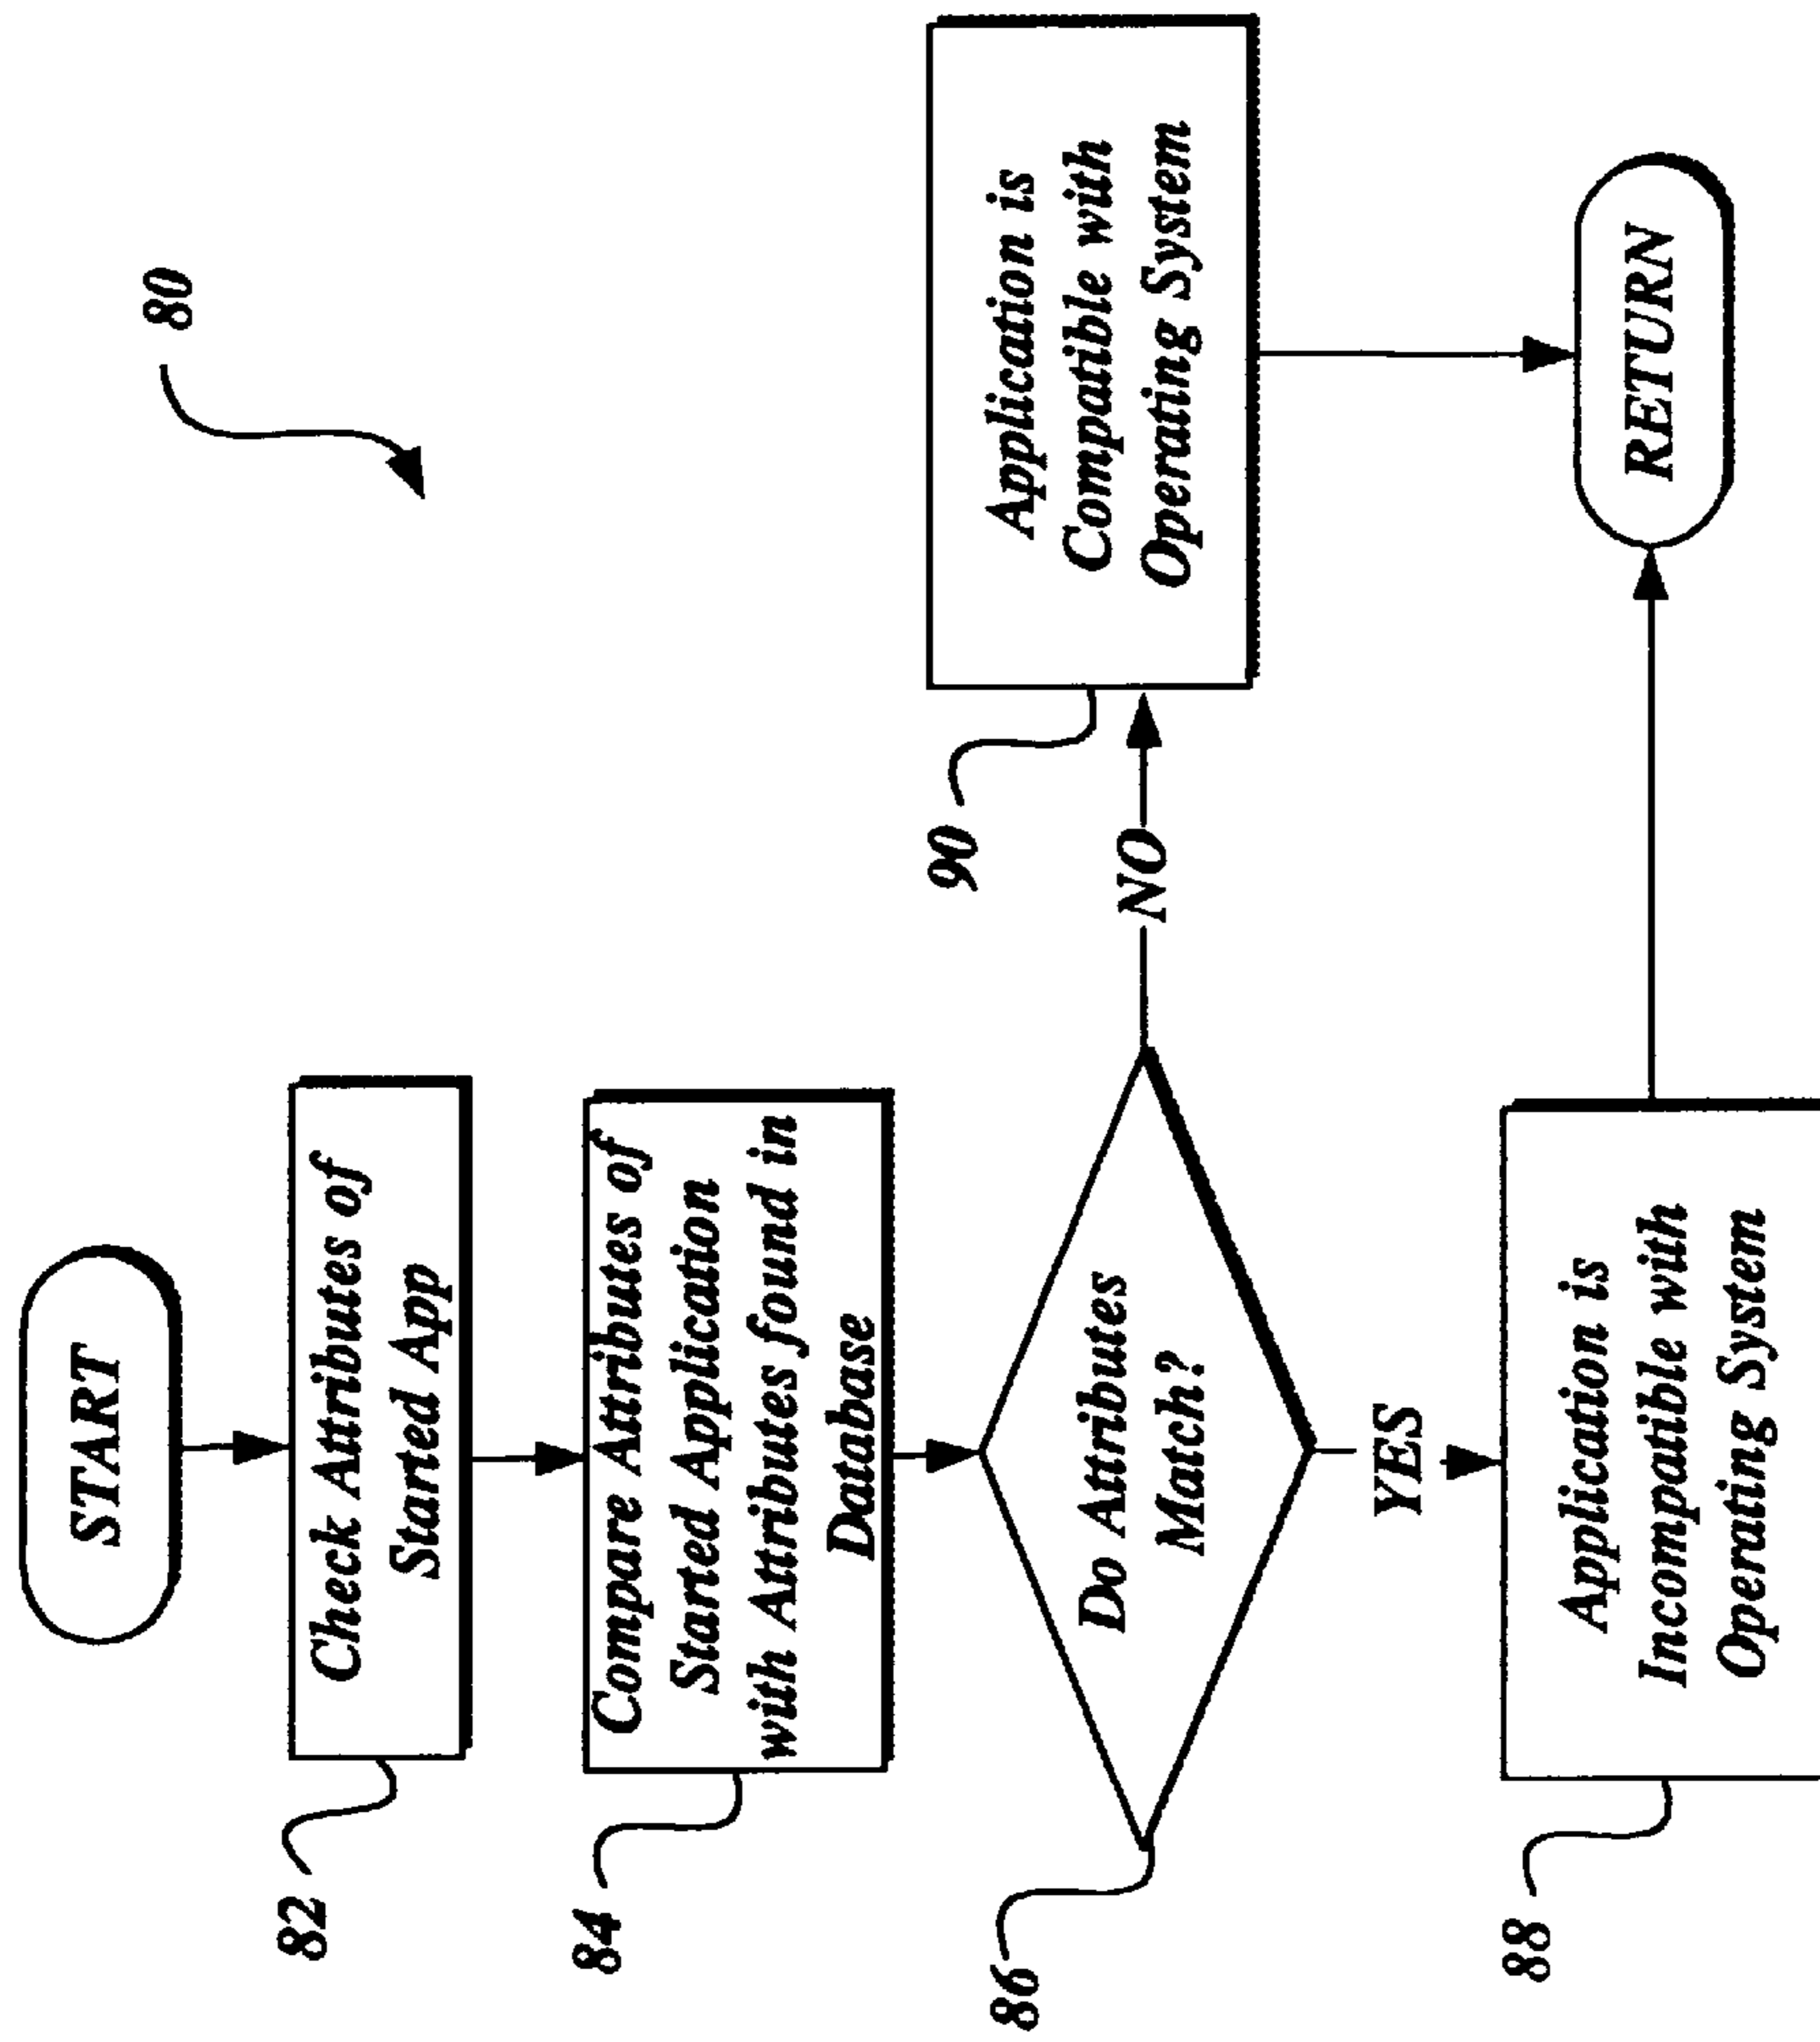 START
80
82
Check Attributes of
Started App
84
Compare Attributes of
Started Application
with Attributes found in
Database
86
Do Attributes
Match?
NO
90
Application is
Compatible with
Operating System
YES
88
Application is
Incompatible with
Operating System
RETURN